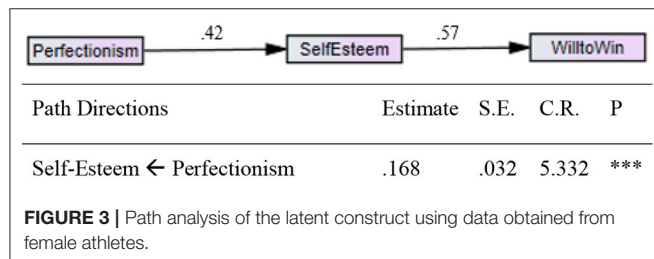 .42 .57
Perfectionism SelfEsteem WilltoWin
Path Directions Estimate S.E. C.R. P
Self-Esteem ← Perfectionism .168 .032 5.332 ***
FIGURE 3 | Path analysis of the latent construct using data obtained from
female athletes.